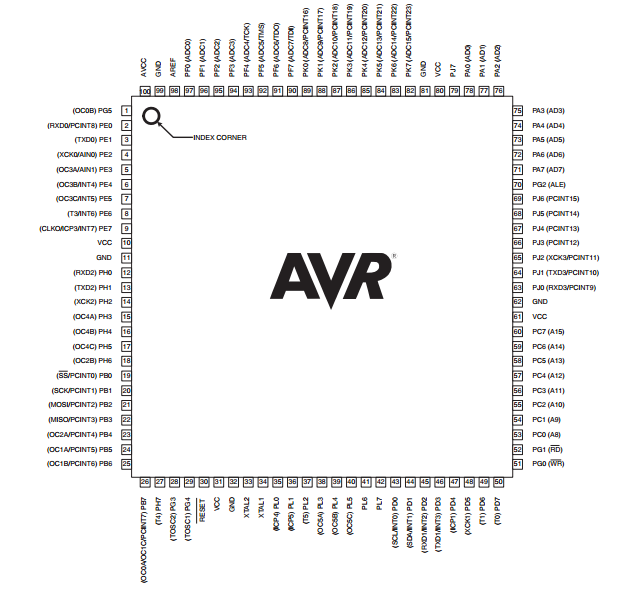 AVCC
GND
AREF
PF0 (ADC0)
PF1 (ADC1)
PF2 (ADC2)
PF3 (ADC3)
PF4 (ADC4/TCK)
PF5 (ADC5/TMS)
PF6 (ADC6/TDO)
PF7 (ADC7/TDI)
PK0 (ADC8/PCINT16)
PK1 (ADC9/PCINT17)
PK2 (ADC10/PCINT18)
PK3 (ADC11/PCINT19)
PK4 (ADC12/PCINT20)
PK5 (ADC13/PCINT21)
PK6 (ADC14/PCINT22)
PK7 (ADC15/PCINT23)
GND
VCC
PJ7
PA0 (AD0)
PA1 (AD1)
PA2 (AD2)
100 99 98 97 96 95 94 93 92 91 90 89 88 87 86 85 84 83 82 81 80 79 78 77 76
INDEX CORNER
(OC0B) PG5 1
(RXD0/PCINT8) PE0 2
(TXD0) PE1 3
(XCK0/AIN0) PE2 4
(OC3A/AIN1) PE3 5
(OC3B/INT4) PE4 6
(OC3C/INT5) PE5 7
(T3/INT6) PE6 8
(CLKO/ICP3/INT7) PE7 9
VCC 10
GND 11
(RXD2) PH0 12
(TXD2) PH1 13
(XCK2) PH2 14
(OC4A) PH3 15
(OC4B) PH4 16
(OC4C) PH5 17
(OC2B) PH6 18
(SS/PCINT0) PB0 19
(SCK/PCINT1) PB1 20
(MOSI/PCINT2) PB2 21
(MISO/PCINT3) PB3 22
(OC2A/PCINT4) PB4 23
(OC1A/PCINT5) PB5 24
(OC1B/PCINT6) PB6 25
AVR®
75 PA3 (AD3)
74 PA4 (AD4)
73 PA5 (AD5)
72 PA6 (AD6)
71 PA7 (AD7)
70 PG2 (ALE)
69 PJ6 (PCINT15)
68 PJ5 (PCINT14)
67 PJ4 (PCINT13)
66 PJ3 (PCINT12)
65 PJ2 (XCK3/PCINT11)
64 PJ1 (TXD3/PCINT10)
63 PJ0 (RXD3/PCINT9)
62 GND
61 VCC
60 PC7 (A15)
59 PC6 (A14)
58 PC5 (A13)
57 PC4 (A12)
56 PC3 (A11)
55 PC2 (A10)
54 PC1 (A9)
53 PC0 (A8)
52 PG1 (RD)
51 PG0 (WR)
26 27 28 29 30 31 32 33 34 35 36 37 38 39 40 41 42 43 44 45 46 47 48 49 50
(OC0A/OC1C/PCINT7) PB7
(T4) PH7
(TOSC2) PG3
(TOSC1) PG4
RESET
VCC
GND
XTAL2
XTAL1
(ICP4) PL0
(ICP5) PL1
(T5) PL2
(OC5A) PL3
(OC5B) PL4
(OC5C) PL5
PL6
PL7
(SCL/INT0) PD0
(SDA/INT1) PD1
(RXD1/INT2) PD2
(TXD1/INT3) PD3
(ICP1) PD4
(XCK1) PD5
(T1) PD6
(T0) PD7